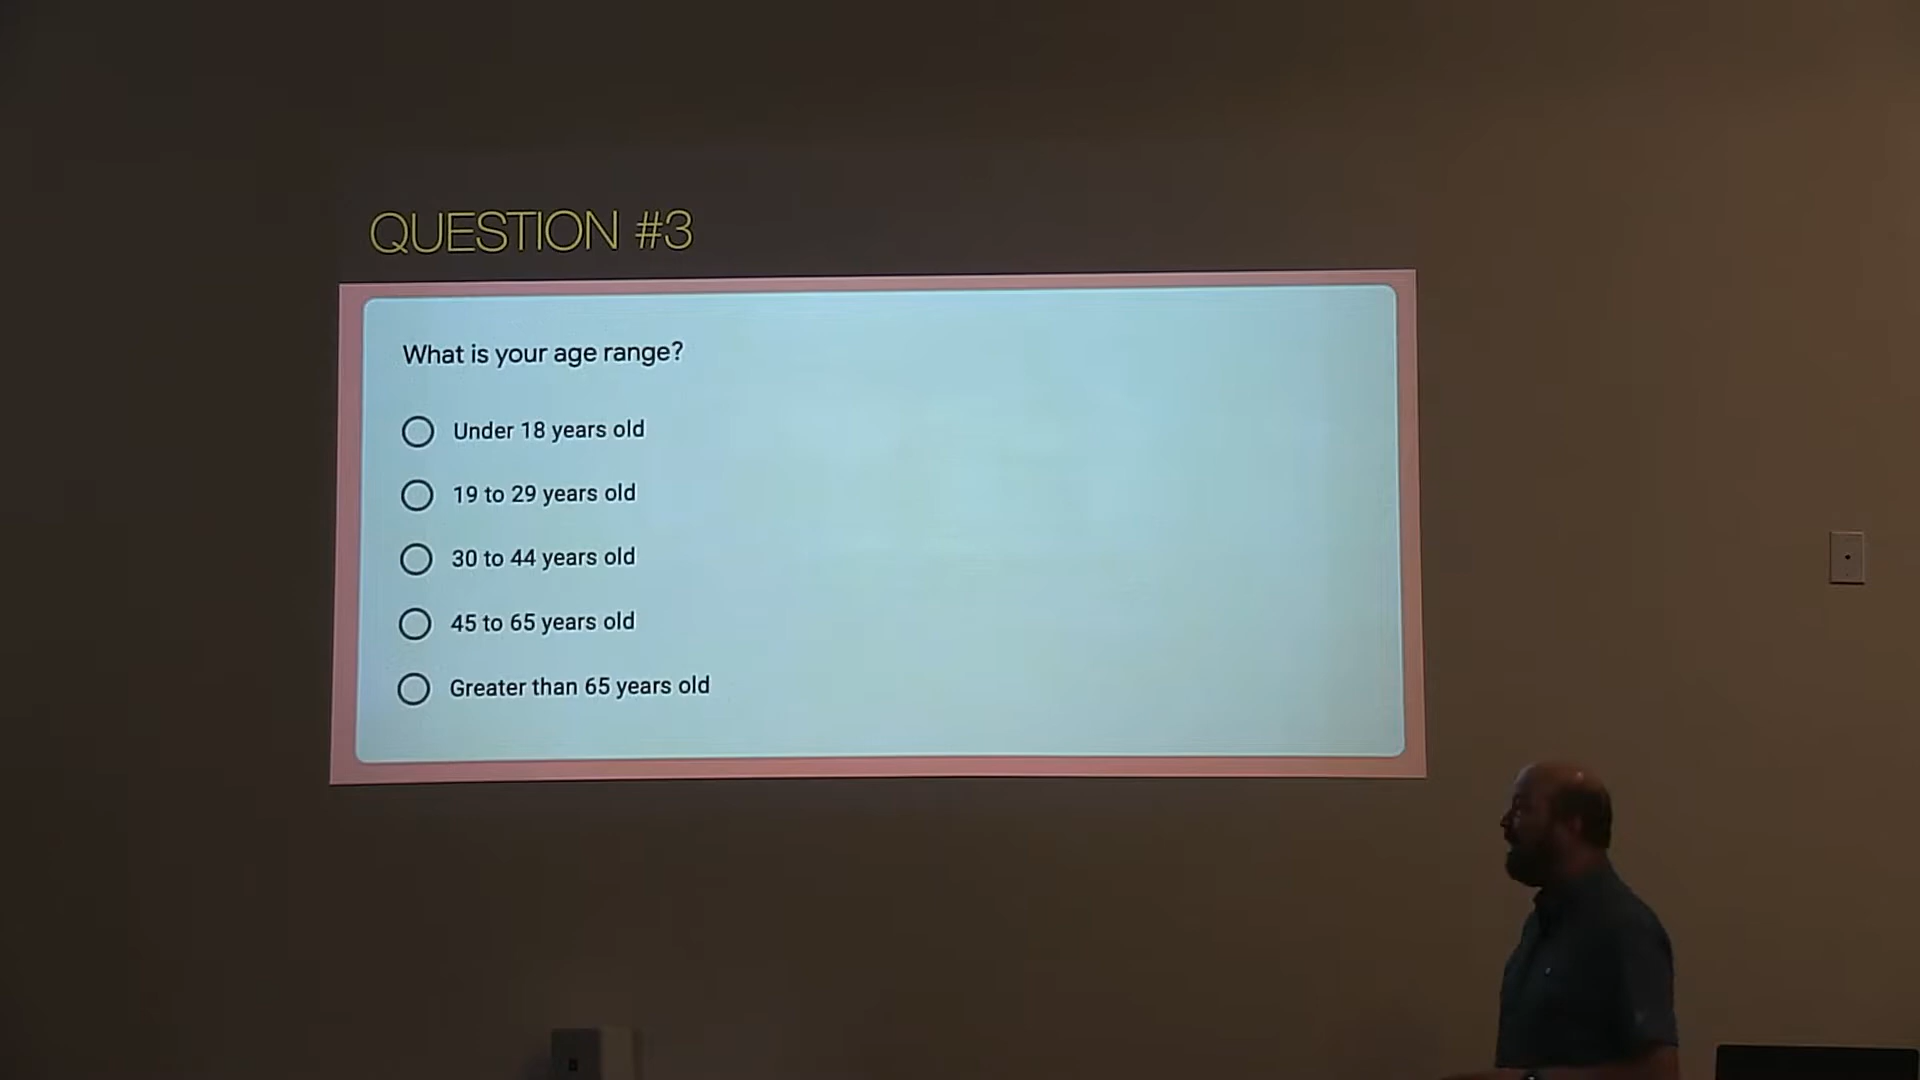 QUESTION #3
What is your age range?
Under 18 years old
19 to 29 years old
30 to 44 years old
45 to 65 years old
Greater than 65 years old